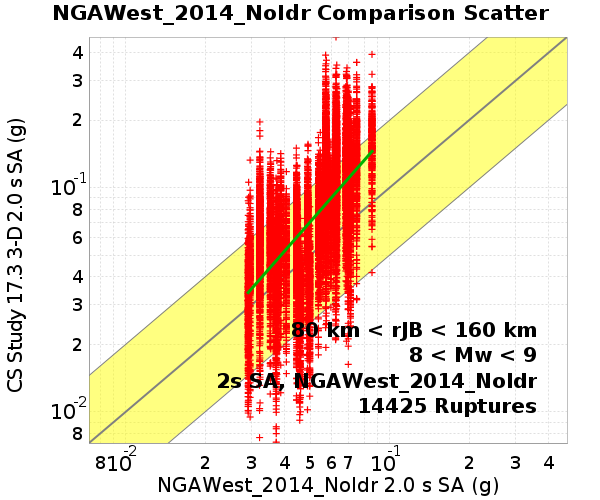 NGAWest_2014_NoIdr Comparison Scatter
CS Study 17.3 3-D 2.0 s SA (g)
4
3
2
10^-1
8
6
4
3
2
10^-2
8
80 km < rJB < 160 km
8 < Mw < 9
2s SA, NGAWest_2014_NoIdr
14425 Ruptures
8 10^-2 2 3 4 5 6 7 10^-1 2 3 4
NGAWest_2014_NoIdr 2.0 s SA (g)